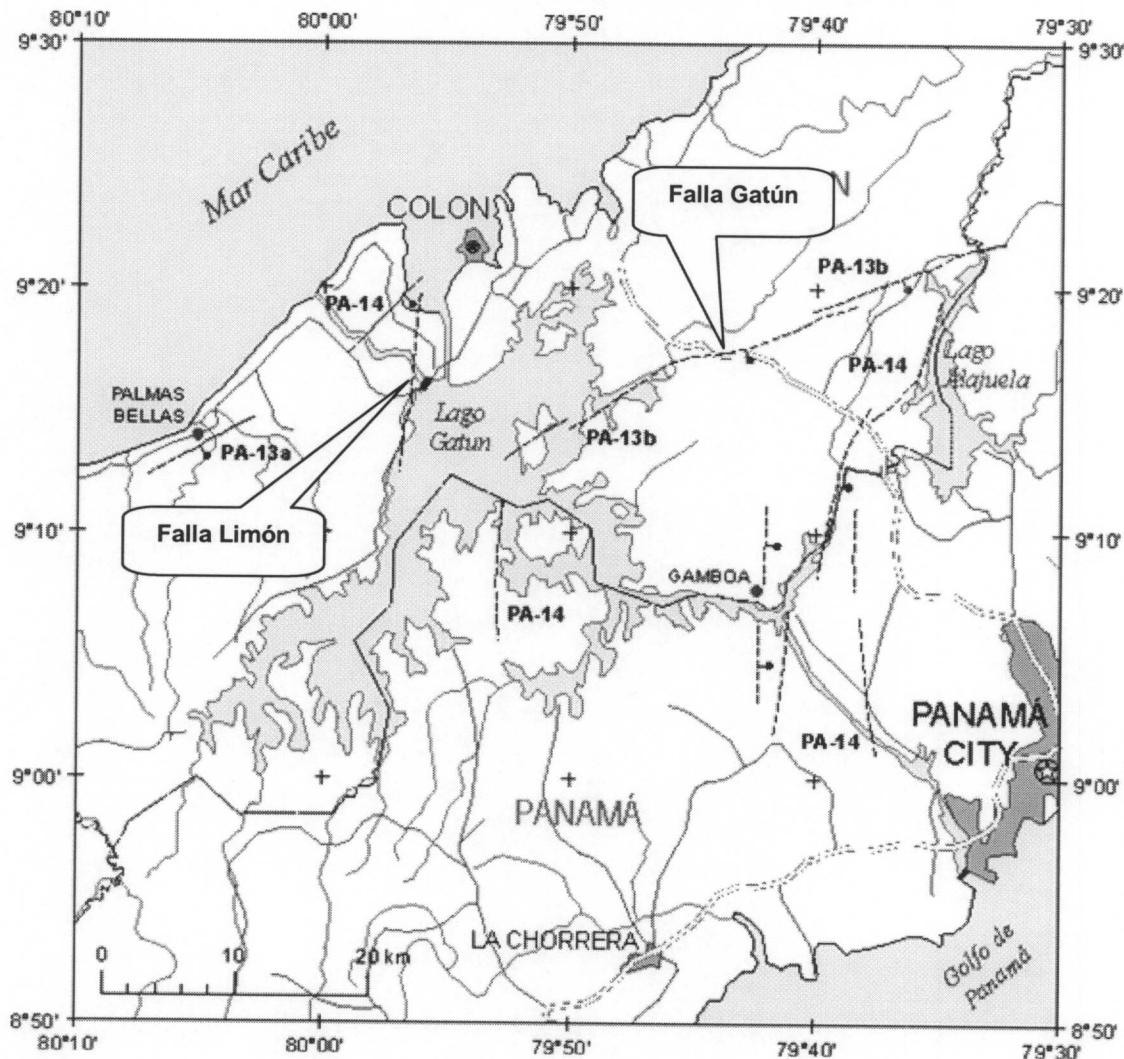 80°10'
80°00'
79°50'
79°40'
79°30'
9°30'
9°30'
Mar Caribe
COLON
Falla Gatún
N
PA-13b
9°20'
9°20'
PA-14
PA-14
Lago
Alajuela
PALMAS
BELLAS
Lago
Gatun
PA-13b
PA-13a
Falla Limón
9°10'
9°10'
GAMBOA
PA-14
PANAMÁ
CITY
PA-14
9°00'
9°00'
PANAMÁ
LA CHORRERA
Golfo de
Panamá
0
10
20 km
8°50'
8°50'
80°10'
80°00'
79°50'
79°40'
79°30'